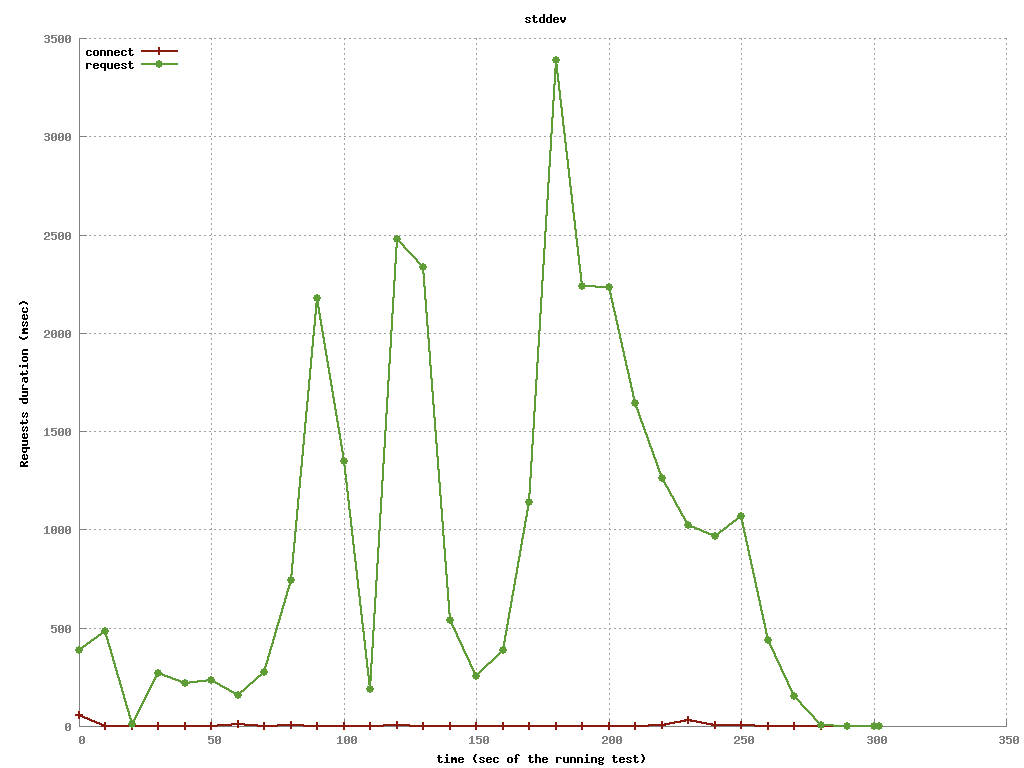 stddev
3500
connect
request
3000
2500
2000
1500
1000
500
0
Requests duration (msec)
0 50 100 150 200 250 300 350
time (sec of the running test)